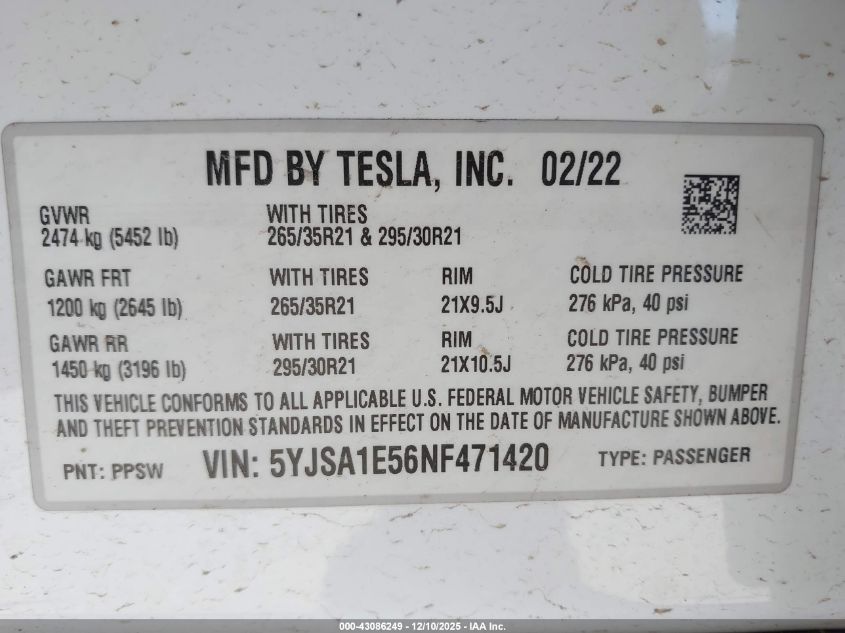 MFD BY TESLA, INC. 02/22
GVWR WITH TIRES
2474 kg (5452 lb) 265/35R21 & 295/30R21
GAWR FRT WITH TIRES RIM COLD TIRE PRESSURE
1200 kg (2645 lb) 265/35R21 21X9.5J 276 kPa, 40 psi
GAWR RR WITH TIRES RIM COLD TIRE PRESSURE
1450 kg (3196 lb) 295/30R21 21X10.5J 276 kPa, 40 psi
THIS VEHICLE CONFORMS TO ALL APPLICABLE U.S. FEDERAL MOTOR VEHICLE SAFETY, BUMPER
AND THEFT PREVENTION STANDARDS IN EFFECT ON THE DATE OF MANUFACTURE SHOWN ABOVE.
PNT: PPSW VIN: 5YJSA1E56NF471420 TYPE: PASSENGER
000-43086249 - 12/10/2025 - IAA Inc.